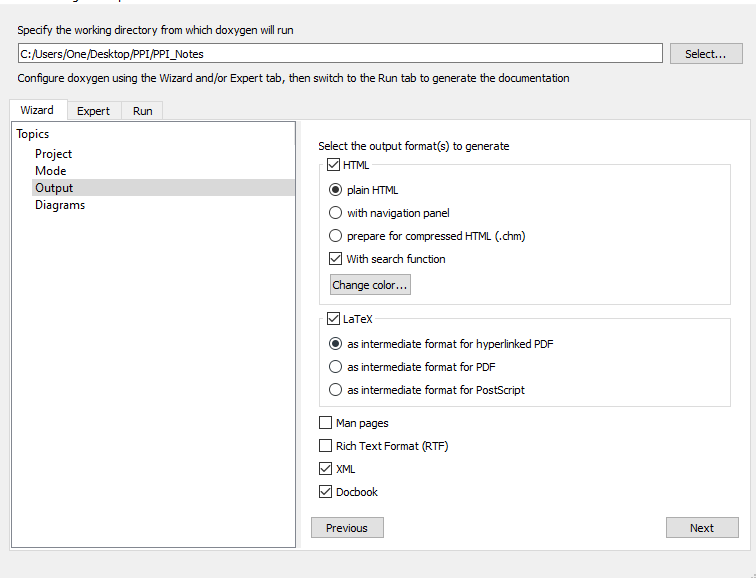 Specify the working directory from which doxygen will run
C:/Users/One/Desktop/PPI/PPI_Notes
Select...
Configure doxygen using the Wizard and/or Expert tab, then switch to the Run tab to generate the documentation
Wizard
Expert
Run
Topics
Project
Mode
Output
Diagrams
Select the output format(s) to generate
HTML
plain HTML
with navigation panel
prepare for compressed HTML (.chm)
With search function
Change color...
LaTeX
as intermediate format for hyperlinked PDF
as intermediate format for PDF
as intermediate format for PostScript
Man pages
Rich Text Format (RTF)
XML
Docbook
Previous
Next